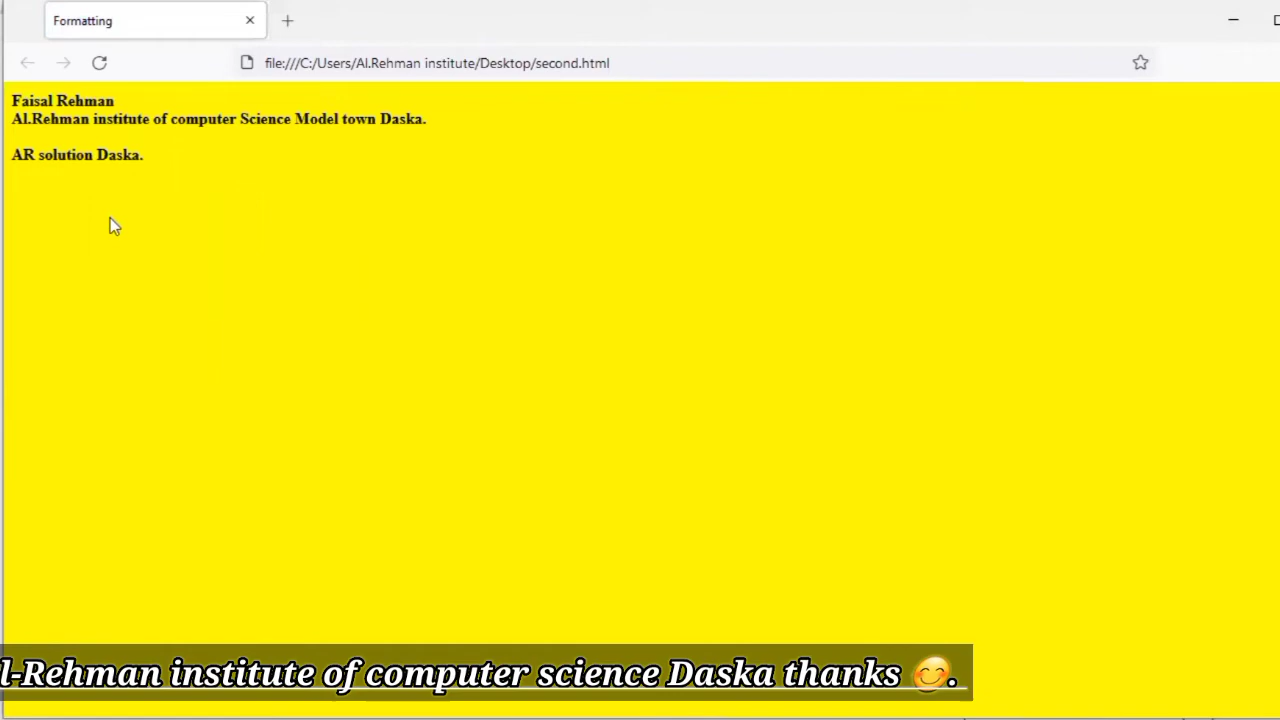 Formatting
file:///C:/Users/Al.Rehman institute/Desktop/second.html
Faisal Rehman
Al.Rehman institute of computer Science Model town Daska.
AR solution Daska.
l-Rehman institute of computer science Daska thanks 😊.